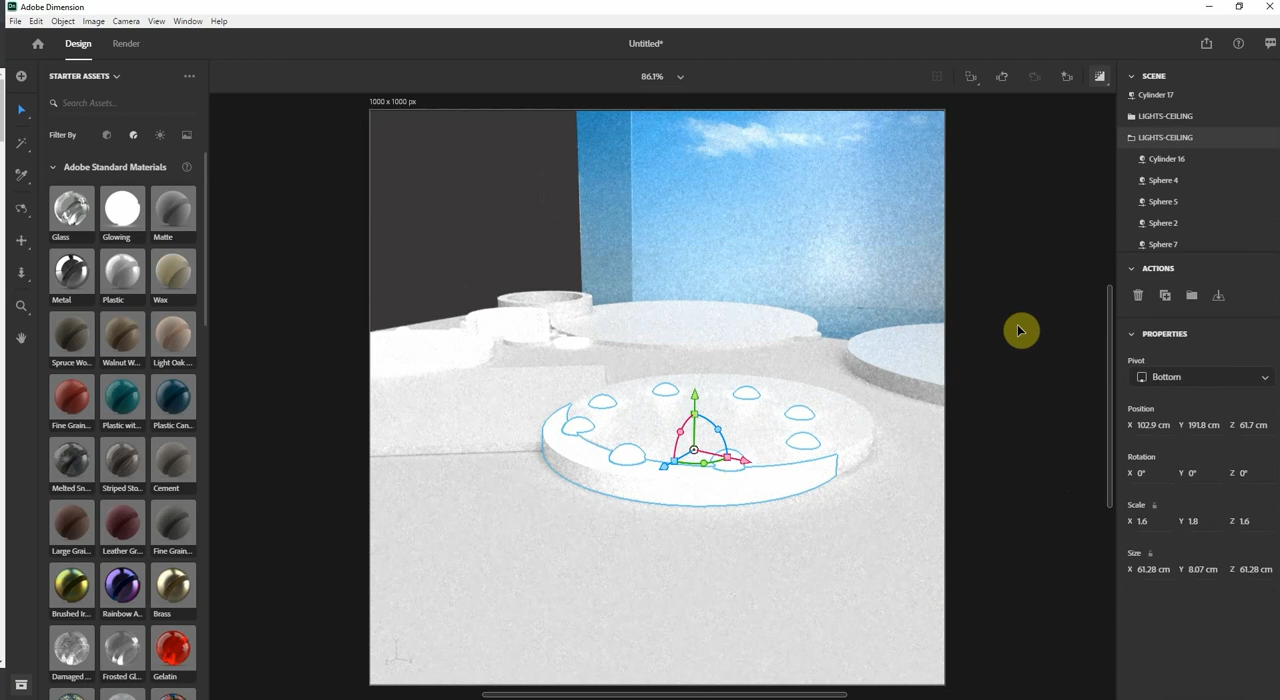 Dn Adobe Dimension
File Edit Object Image Camera View Window Help
Design Render Untitled*
STARTER ASSETS
86.1%
SCENE
Search Assets...
1000 x 1000 px
Cylinder 17
LIGHTS-CEILING
Filter By
LIGHTS-CEILING
Cylinder 16
Adobe Standard Materials
Sphere 4
Sphere 5
Sphere 2
Sphere 7
Glass Glowing Matte
ACTIONS
Metal Plastic Wax
PROPERTIES
Pivot
Spruce Wo... Walnut W... Light Oak ...
Bottom
Position
X 102.9 cm Y 191.8 cm Z 61.7 cm
Fine Grain... Plastic wit... Plastic Can...
Rotation
X 0° Y 0° Z 0°
Melted Sn... Striped Sto... Cement
Scale
X 1.6 Y 1.8 Z 1.6
Large Grai... Leather Gr... Fine Grain...
Size
X 61.28 cm Y 8.07 cm Z 61.28 cm
Brushed Ir... Rainbow A... Brass
Damaged ... Frosted Gl... Gelatin